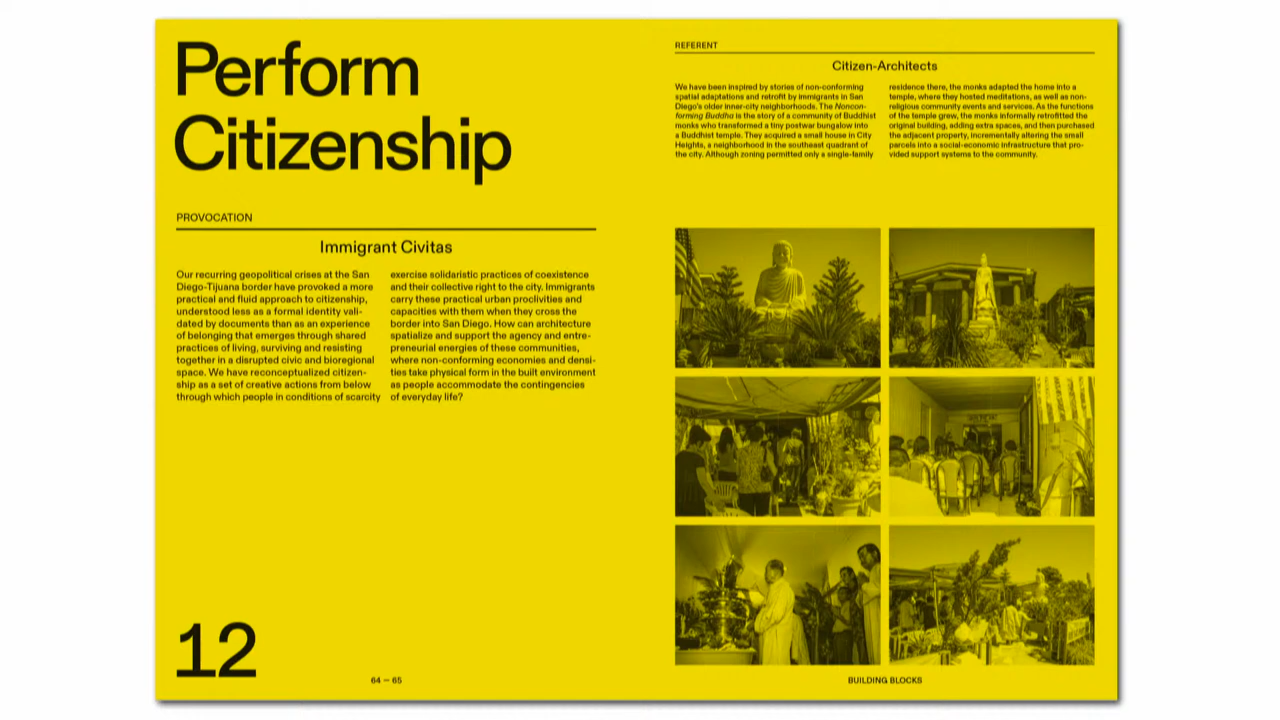 Perform
Citizenship
PROVOCATION
Immigrant Civitas
Our recurring geopolitical crises at the San
Diego-Tijuana border have provoked a more
practical and fluid approach to citizenship,
understood less as a formal identity vali-
dated by documents than as an experience
of belonging that emerges through shared
practices of living, surviving and resisting
together in a disrupted civic and bioregional
space. We have reconceptualized citizen-
ship as a set of creative actions from below
through which people in conditions of scarcity
exercise solidaristic practices of coexistence
and their collective right to the city. Immigrants
carry these practical urban proclivities and
capacities with them when they cross the
border into San Diego. How can architecture
spatialize and support the agency and entre-
preneurial energies of these communities,
where non-conforming economies and densi-
ties take physical form in the built environment
as people accommodate the contingencies
of everyday life?
12
64 — 65
REFERENT
Citizen-Architects
We have been inspired by stories of non-conforming
spatial adaptations and retrofit by immigrants in San
Diego's older inner-city neighborhoods. The Noncon-
forming Buddha is the story of a community of Buddhist
monks who transformed a tiny postwar bungalow into
a Buddhist temple. They acquired a small house in City
Heights, a neighborhood in the southeast quadrant of
the city. Although zoning permitted only a single-family
residence there, the monks adapted the home into a
temple, where they hosted meditations, as well as non-
religious community events and services. As the functions
of the temple grew, the monks informally retrofitted the
original building, adding extra spaces, and then purchased
the adjacent property, incrementally altering the small
parcels into a social-economic infrastructure that pro-
vided support systems to the community.
BUILDING BLOCKS